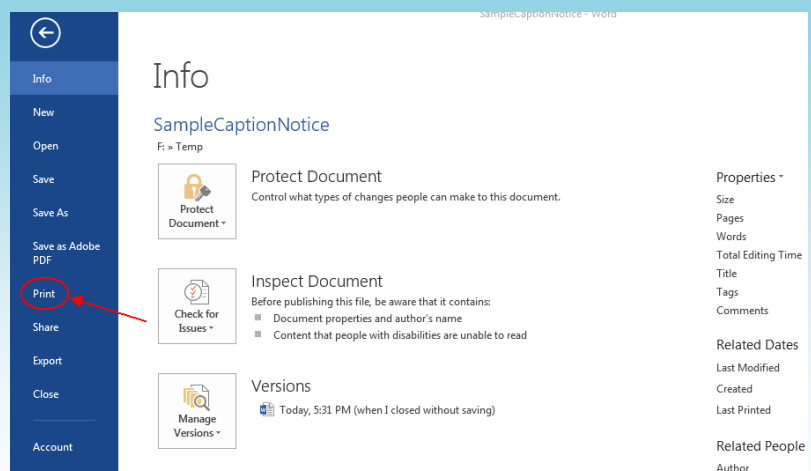 SampleCaptionNotice - Word
Info
New
Open
Save
Save As
Save as Adobe
PDF
Print
Share
Export
Close
Account
Info
SampleCaptionNotice
F: » Temp
Protect
Document
Protect Document
Control what types of changes people can make to this document.
Check for
Issues
Inspect Document
Before publishing this file, be aware that it contains:
Document properties and author's name
Content that people with disabilities are unable to read
Manage
Versions
Versions
Today, 5:31 PM (when I closed without saving)
Properties
Size
Pages
Words
Total Editing Time
Title
Tags
Comments
Related Dates
Last Modified
Created
Last Printed
Related People
Author